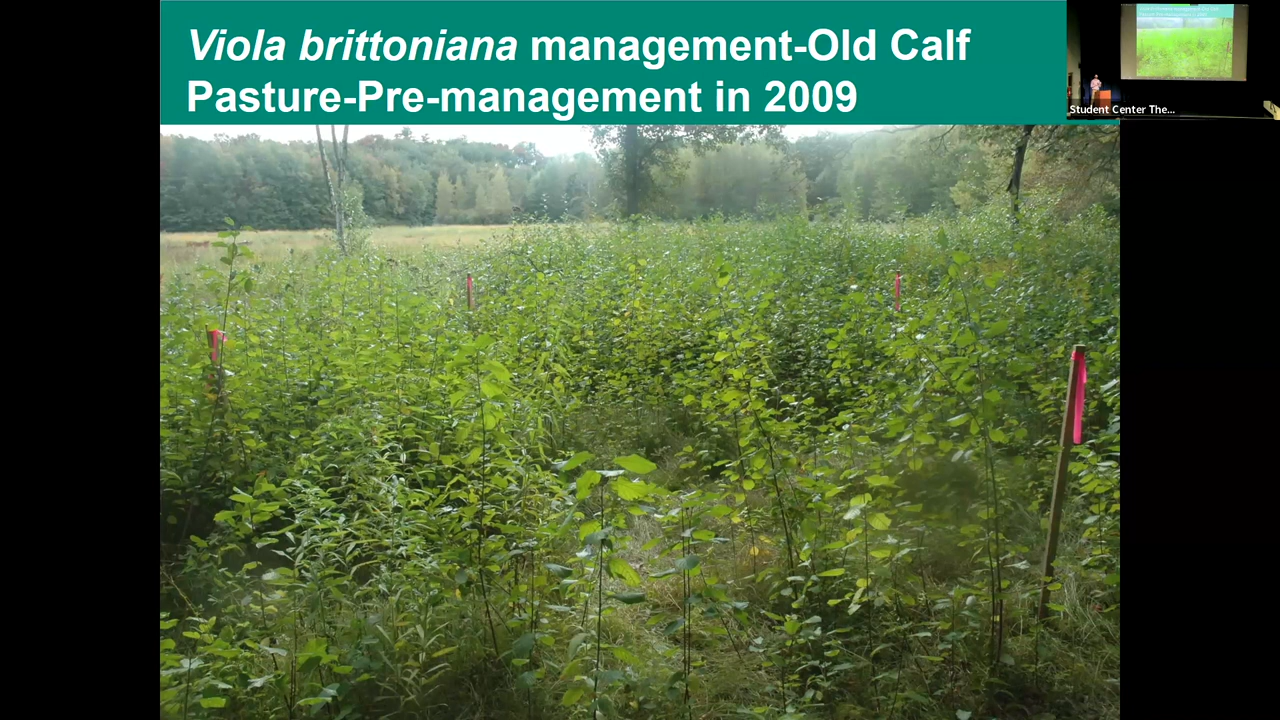 Viola brittoniana management-Old Calf
Pasture-Pre-management in 2009
Student Center The...